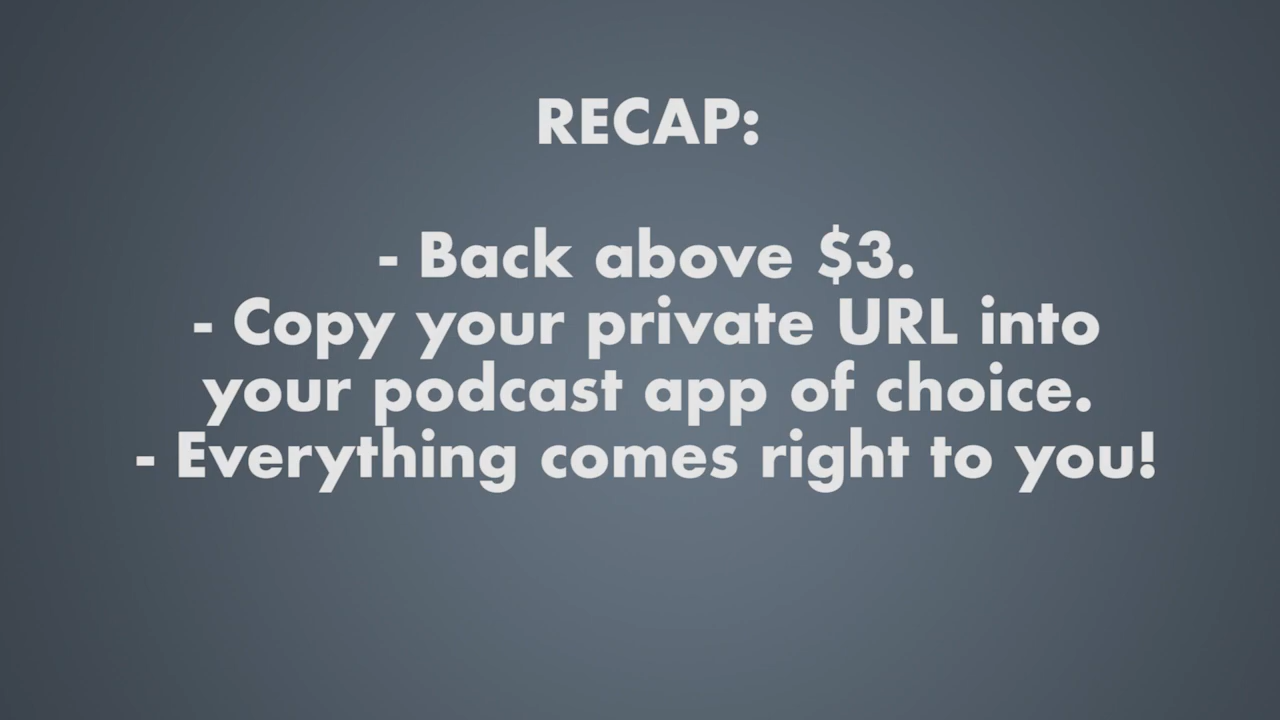 RECAP:
- Back above $3.
- Copy your private URL into
your podcast app of choice.
- Everything comes right to you!